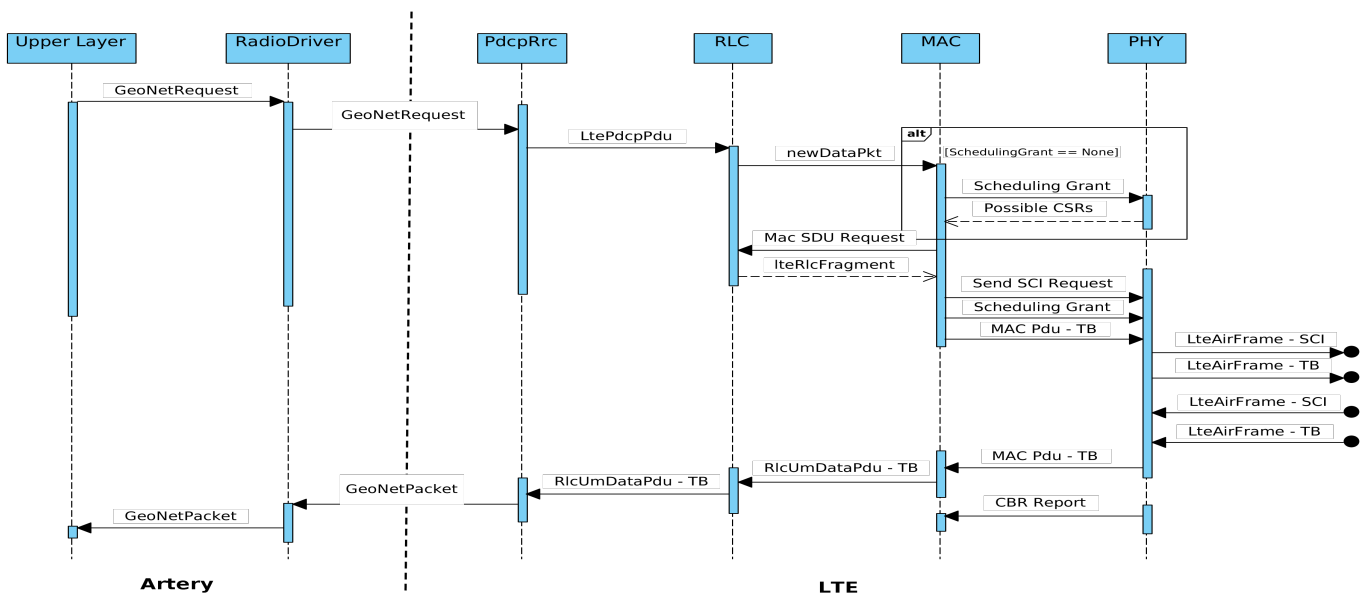 Upper Layer
RadioDriver
PdcpRrc
RLC
MAC
PHY
GeoNetRequest
GeoNetRequest
LtePdcpPdu
alt
newDataPkt
[SchedulingGrant == None]
Scheduling Grant
Possible CSRs
Mac SDU Request
lteRlcFragment
Send SCI Request
Scheduling Grant
MAC Pdu - TB
LteAirFrame - SCI
LteAirFrame - TB
LteAirFrame - SCI
LteAirFrame - TB
MAC Pdu - TB
RlcUmDataPdu - TB
RlcUmDataPdu - TB
GeoNetPacket
CBR Report
GeoNetPacket
Artery
LTE